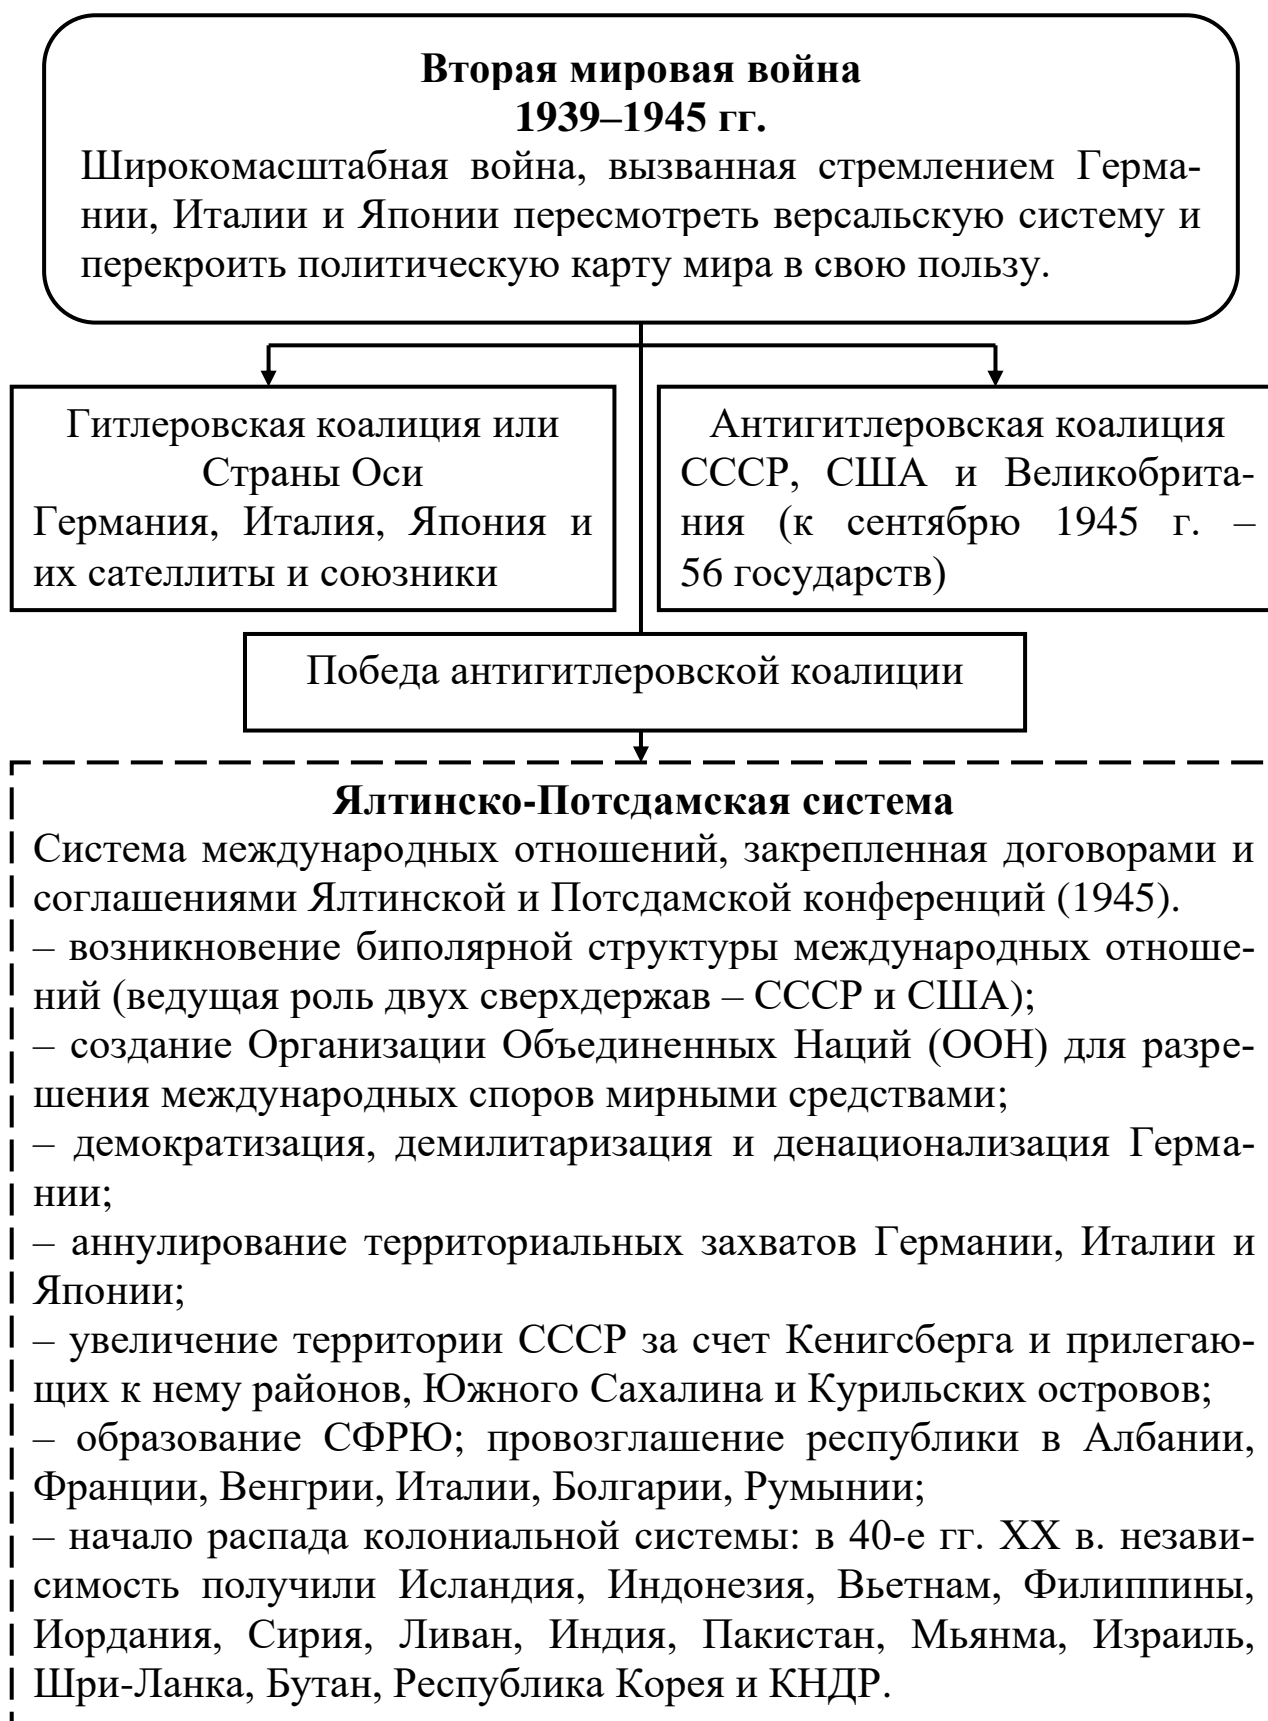 Вторая мировая война
1939–1945 гг.
Широкомасштабная война, вызванная стремлением Герма-
нии, Италии и Японии пересмотреть версальскую систему и
перекроить политическую карту мира в свою пользу.
Гитлеровская коалиция или
Страны Оси
Германия, Италия, Япония и
их сателлиты и союзники
Антигитлеровская коалиция
СССР, США и Великобрита-
ния (к сентябрю 1945 г. –
56 государств)
Победа антигитлеровской коалиции
Ялтинско-Потсдамская система
Система международных отношений, закрепленная договорами и
соглашениями Ялтинской и Потсдамской конференций (1945).
– возникновение биполярной структуры международных отноше-
ний (ведущая роль двух сверхдержав – СССР и США);
– создание Организации Объединенных Наций (ООН) для разре-
шения международных споров мирными средствами;
– демократизация, демилитаризация и денационализация Герма-
нии;
– аннулирование территориальных захватов Германии, Италии и
Японии;
– увеличение территории СССР за счет Кенигсберга и прилегаю-
щих к нему районов, Южного Сахалина и Курильских островов;
– образование СФРЮ; провозглашение республики в Албании,
Франции, Венгрии, Италии, Болгарии, Румынии;
– начало распада колониальной системы: в 40-е гг. XX в. незави-
симость получили Исландия, Индонезия, Вьетнам, Филиппины,
Иордания, Сирия, Ливан, Индия, Пакистан, Мьянма, Израиль,
Шри-Ланка, Бутан, Республика Корея и КНДР.